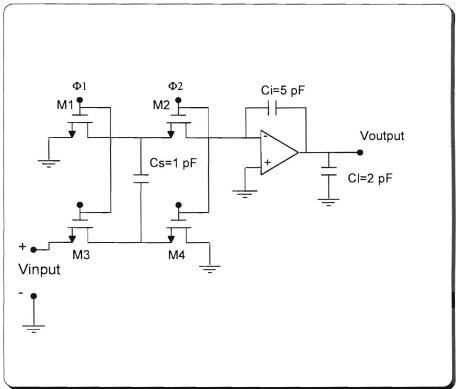 Φ1
Φ2
M1
M2
Ci=5 pF
-
+
Voutput
Cs=1 pF
Cl=2 pF
M3
M4
+
Vinput
-